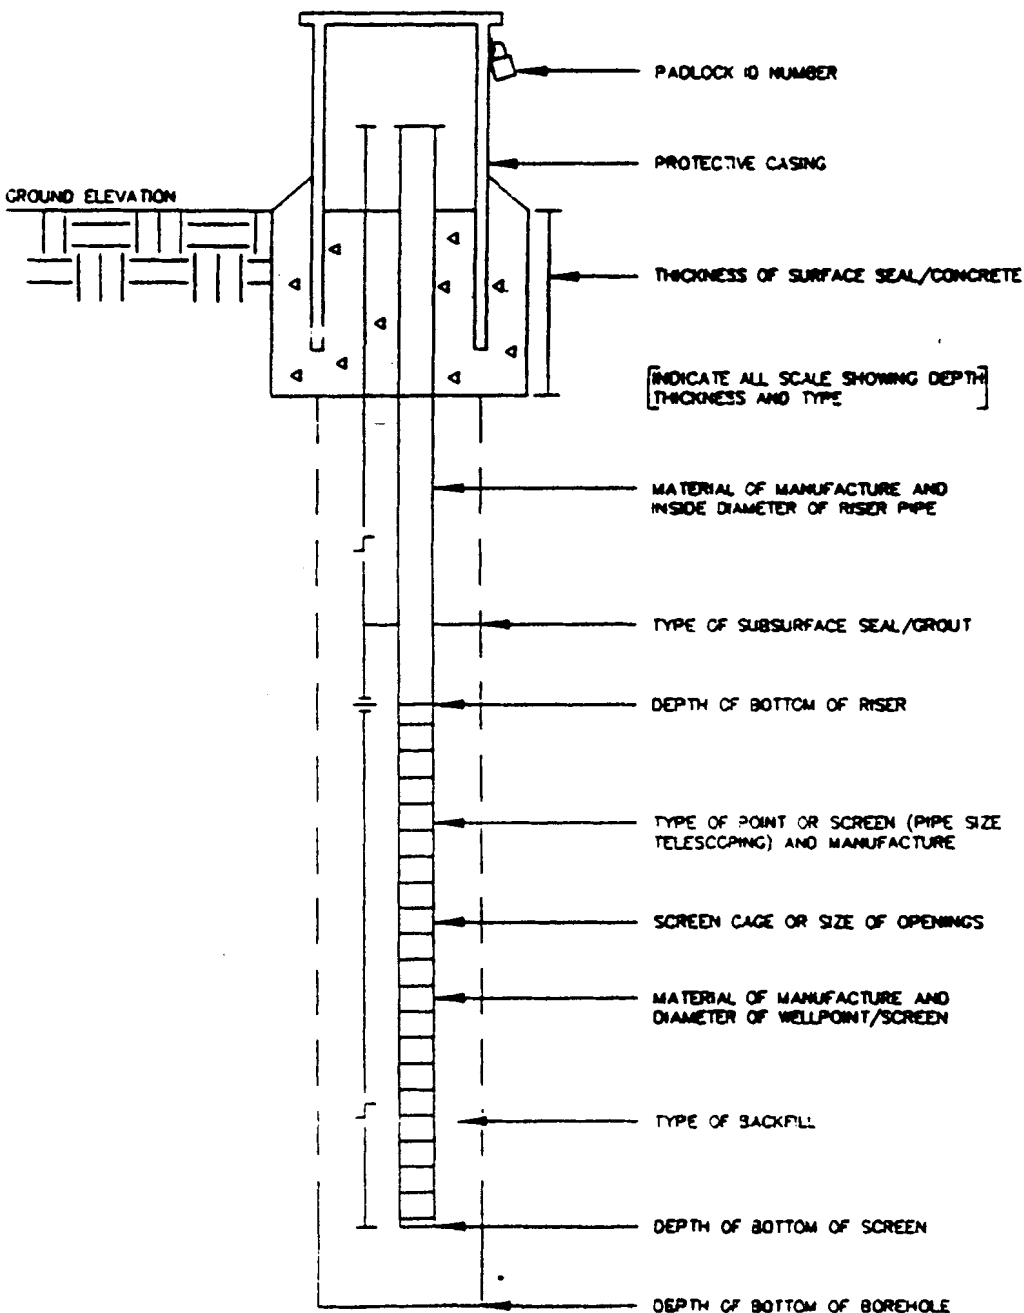 PADLOCK ID NUMBER
PROTECTIVE CASING
GROUND ELEVATION
THICKNESS OF SURFACE SEAL/CONCRETE
[INDICATE ALL SCALE SHOWING DEPTH
THICKNESS AND TYPE]
MATERIAL OF MANUFACTURE AND
INSIDE DIAMETER OF RISER PIPE
TYPE OF SUBSURFACE SEAL/GROUT
DEPTH OF BOTTOM OF RISER
TYPE OF POINT OR SCREEN (PIPE SIZE
TELESCOPING) AND MANUFACTURE
SCREEN CAGE OR SIZE OF OPENINGS
MATERIAL OF MANUFACTURE AND
DIAMETER OF WELLPOINT/SCREEN
TYPE OF BACKFILL
DEPTH OF BOTTOM OF SCREEN
DEPTH OF BOTTOM OF BOREHOLE